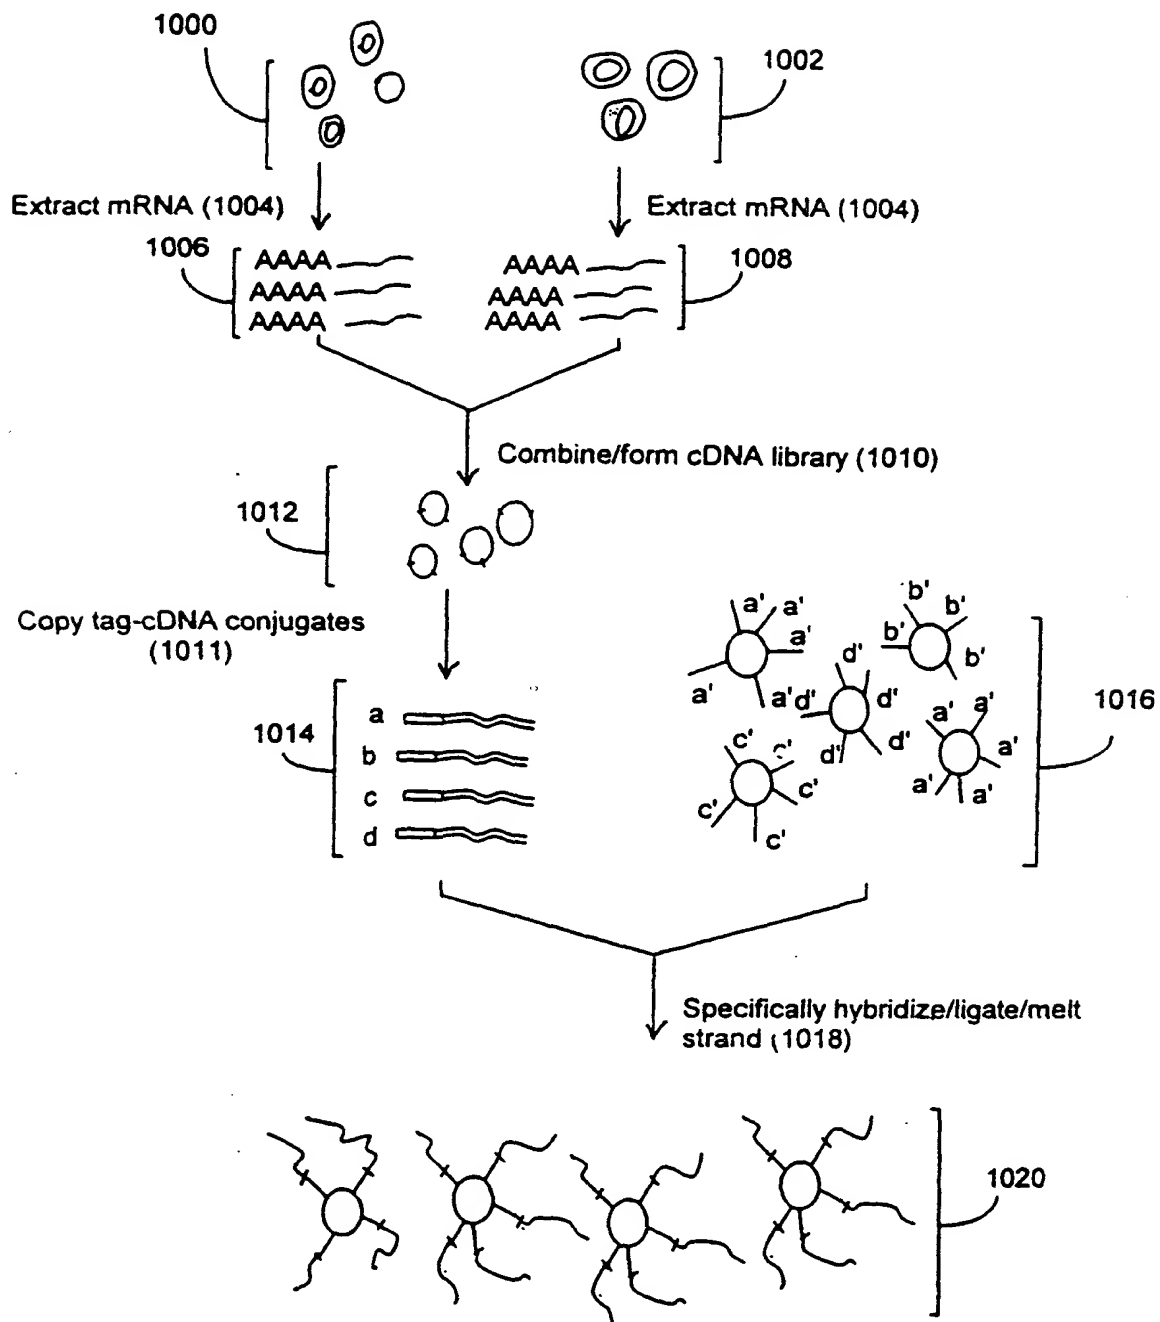 1000
1002
Extract mRNA (1004)
Extract mRNA (1004)
1006
AAAA
AAAA
AAAA
AAAA
AAAA
AAAA
1008
Combine/form cDNA library (1010)
1012
Copy tag-cDNA conjugates
(1011)
1014
a
b
c
d
a' a'
a'
a'
a'
b' b'
b'
b'
d'
d' d'
d' d'
a' a'
a'
a' a'
c' c'
c'
c'
c'
1016
Specifically hybridize/ligate/melt
strand (1018)
1020